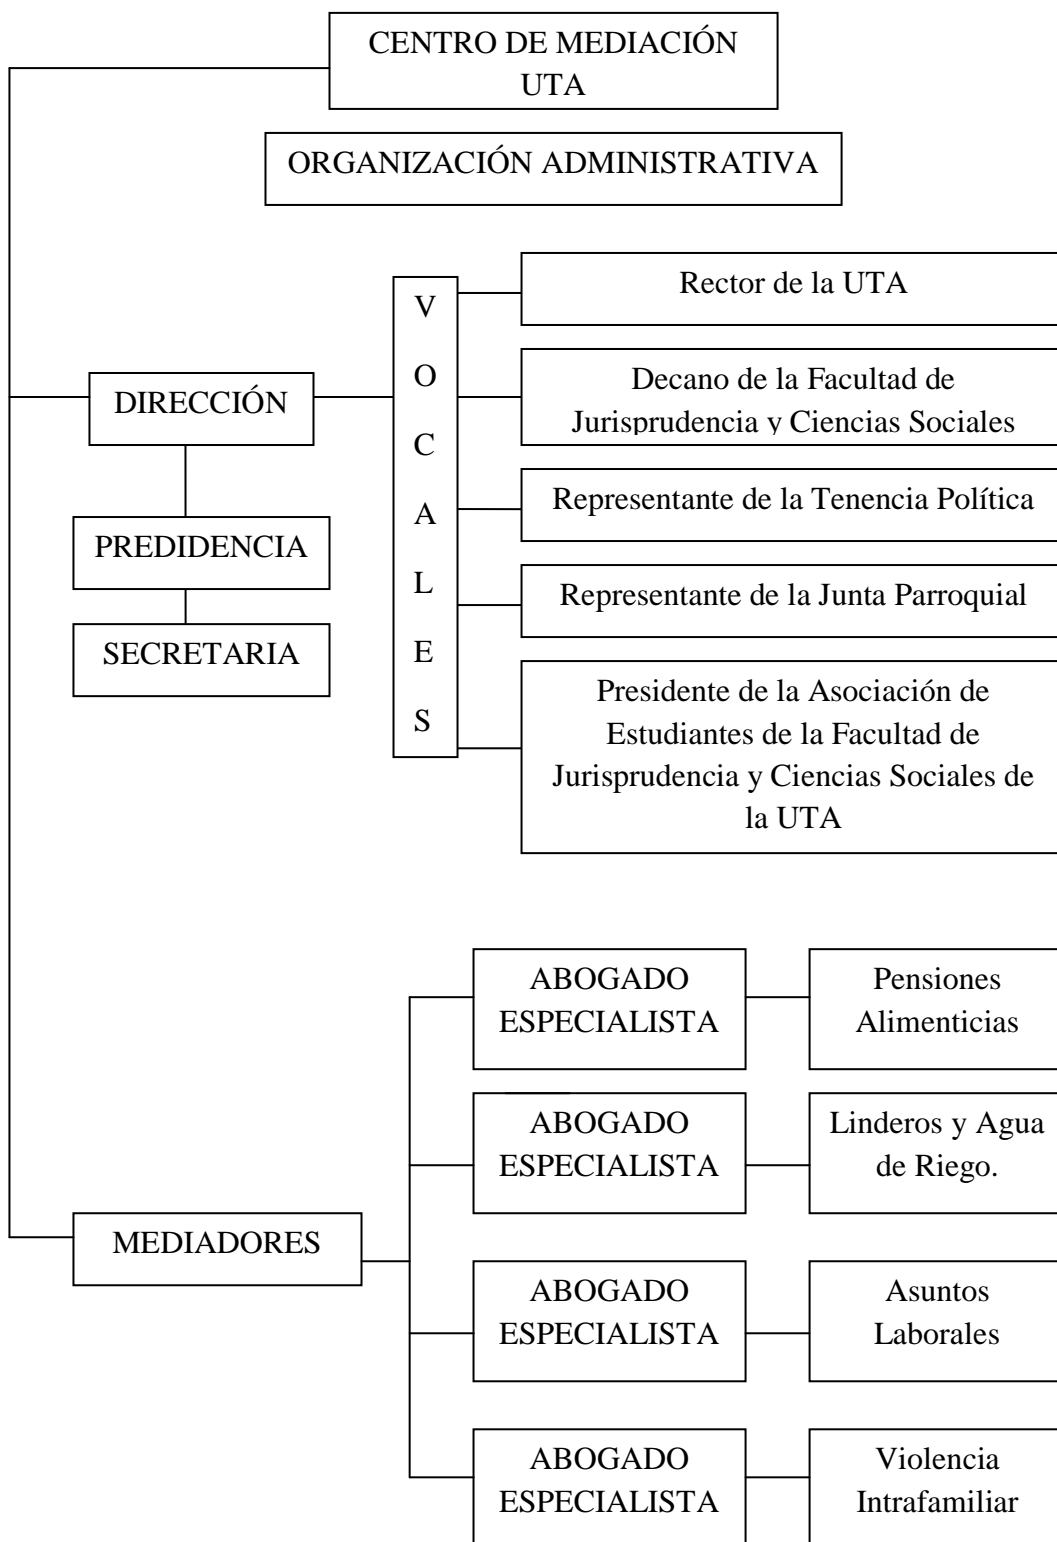 CENTRO DE MEDIACIÓN
UTA
ORGANIZACIÓN ADMINISTRATIVA
DIRECCIÓN
PREDIDENCIA
SECRETARIA
V
O
C
A
L
E
S
Rector de la UTA
Decano de la Facultad de
Jurisprudencia y Ciencias Sociales
Representante de la Tenencia Política
Representante de la Junta Parroquial
Presidente de la Asociación de
Estudiantes de la Facultad de
Jurisprudencia y Ciencias Sociales de
la UTA
MEDIADORES
ABOGADO
ESPECIALISTA
Pensiones
Alimenticias
ABOGADO
ESPECIALISTA
Linderos y Agua
de Riego.
ABOGADO
ESPECIALISTA
Asuntos
Laborales
ABOGADO
ESPECIALISTA
Violencia
Intrafamiliar